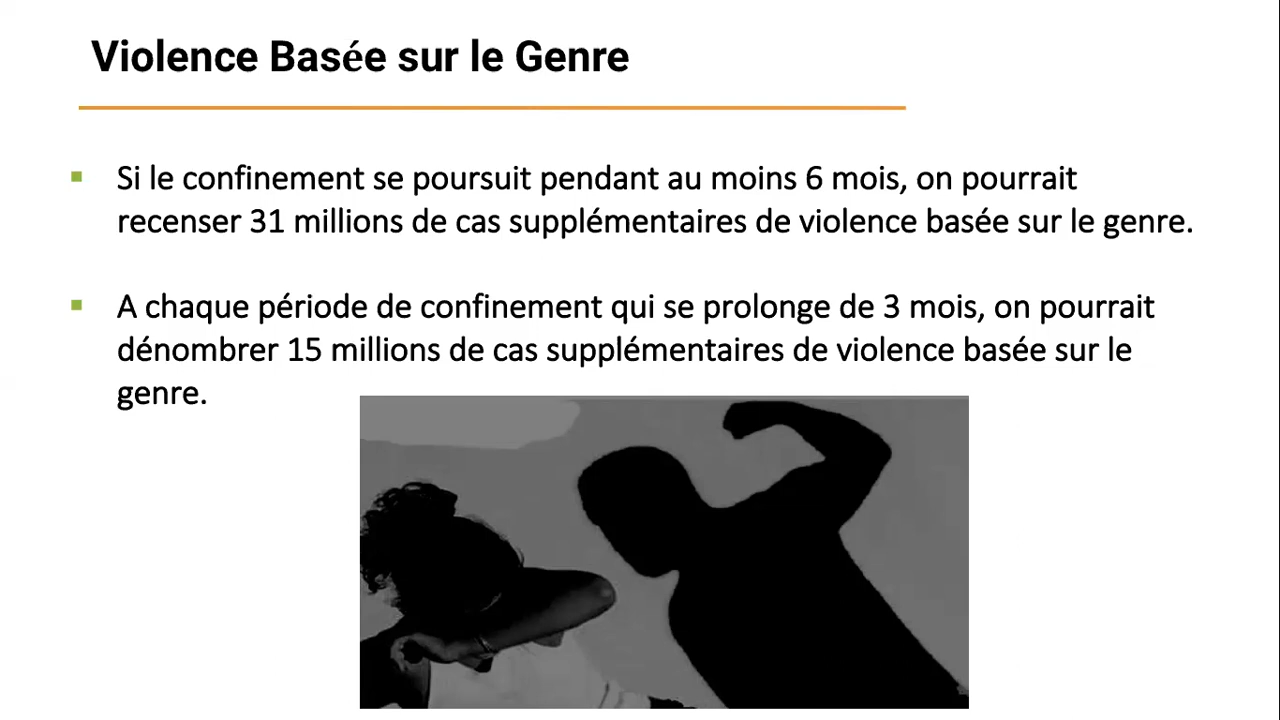 Violence Basée sur le Genre
Si le confinement se poursuit pendant au moins 6 mois, on pourrait
recenser 31 millions de cas supplémentaires de violence basée sur le genre.
A chaque période de confinement qui se prolonge de 3 mois, on pourrait
dénombrer 15 millions de cas supplémentaires de violence basée sur le
genre.